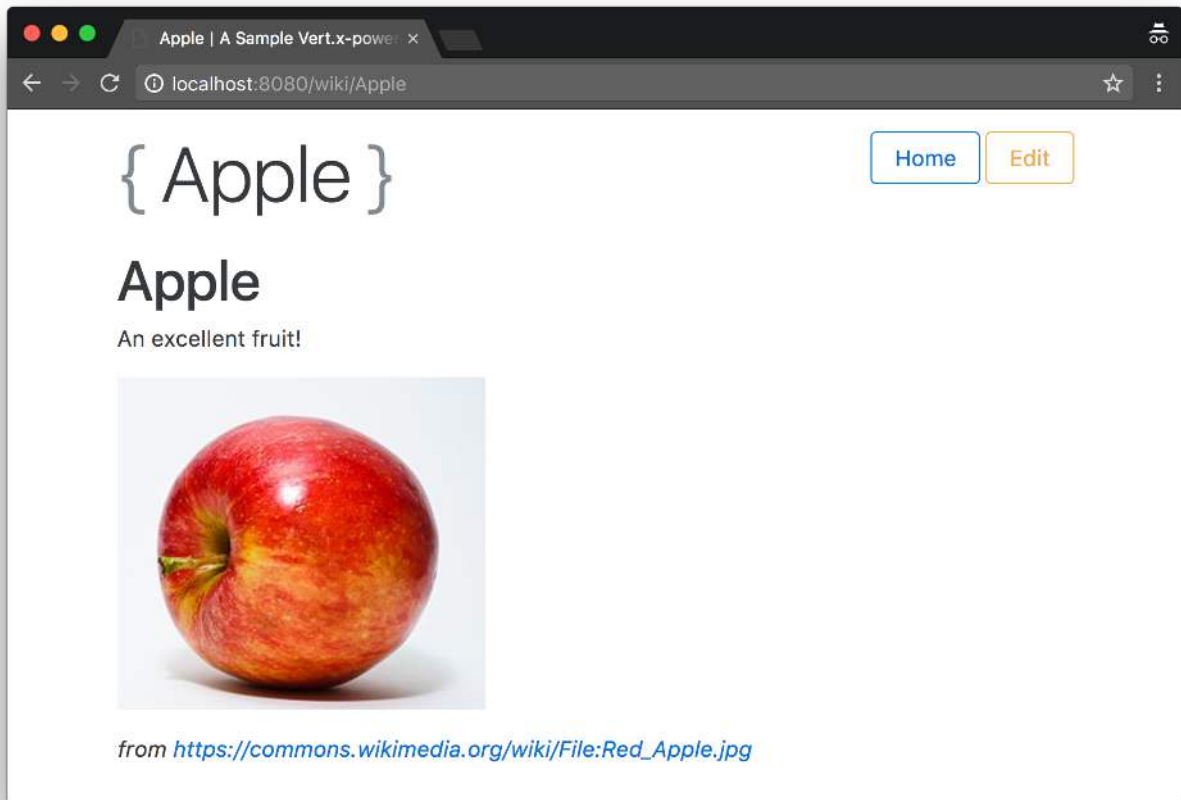 Apple | A Sample Vert.x-power
localhost:8080/wiki/Apple
{ Apple }
Home
Edit
Apple
An excellent fruit!
from https://commons.wikimedia.org/wiki/File:Red_Apple.jpg